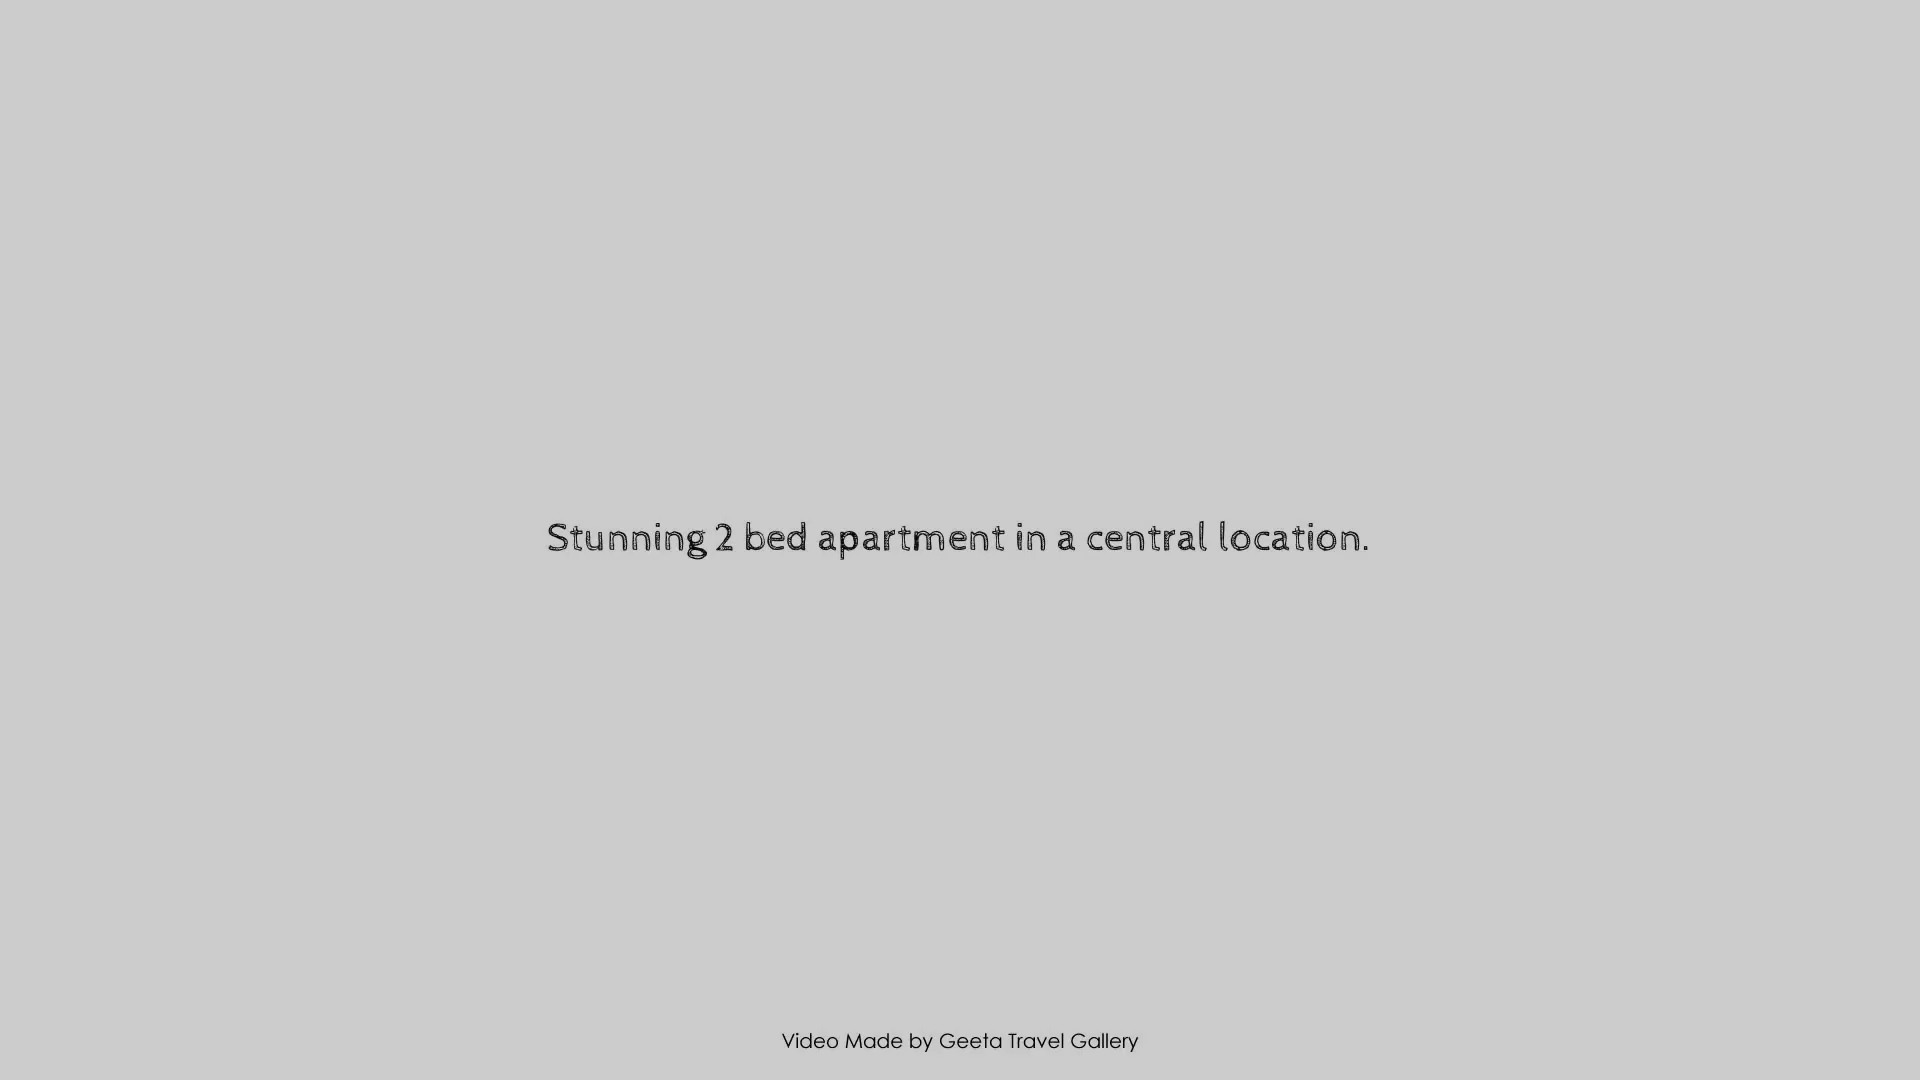 Stunning 2 bed apartment in a central location.
Video Made by Geeta Travel Gallery